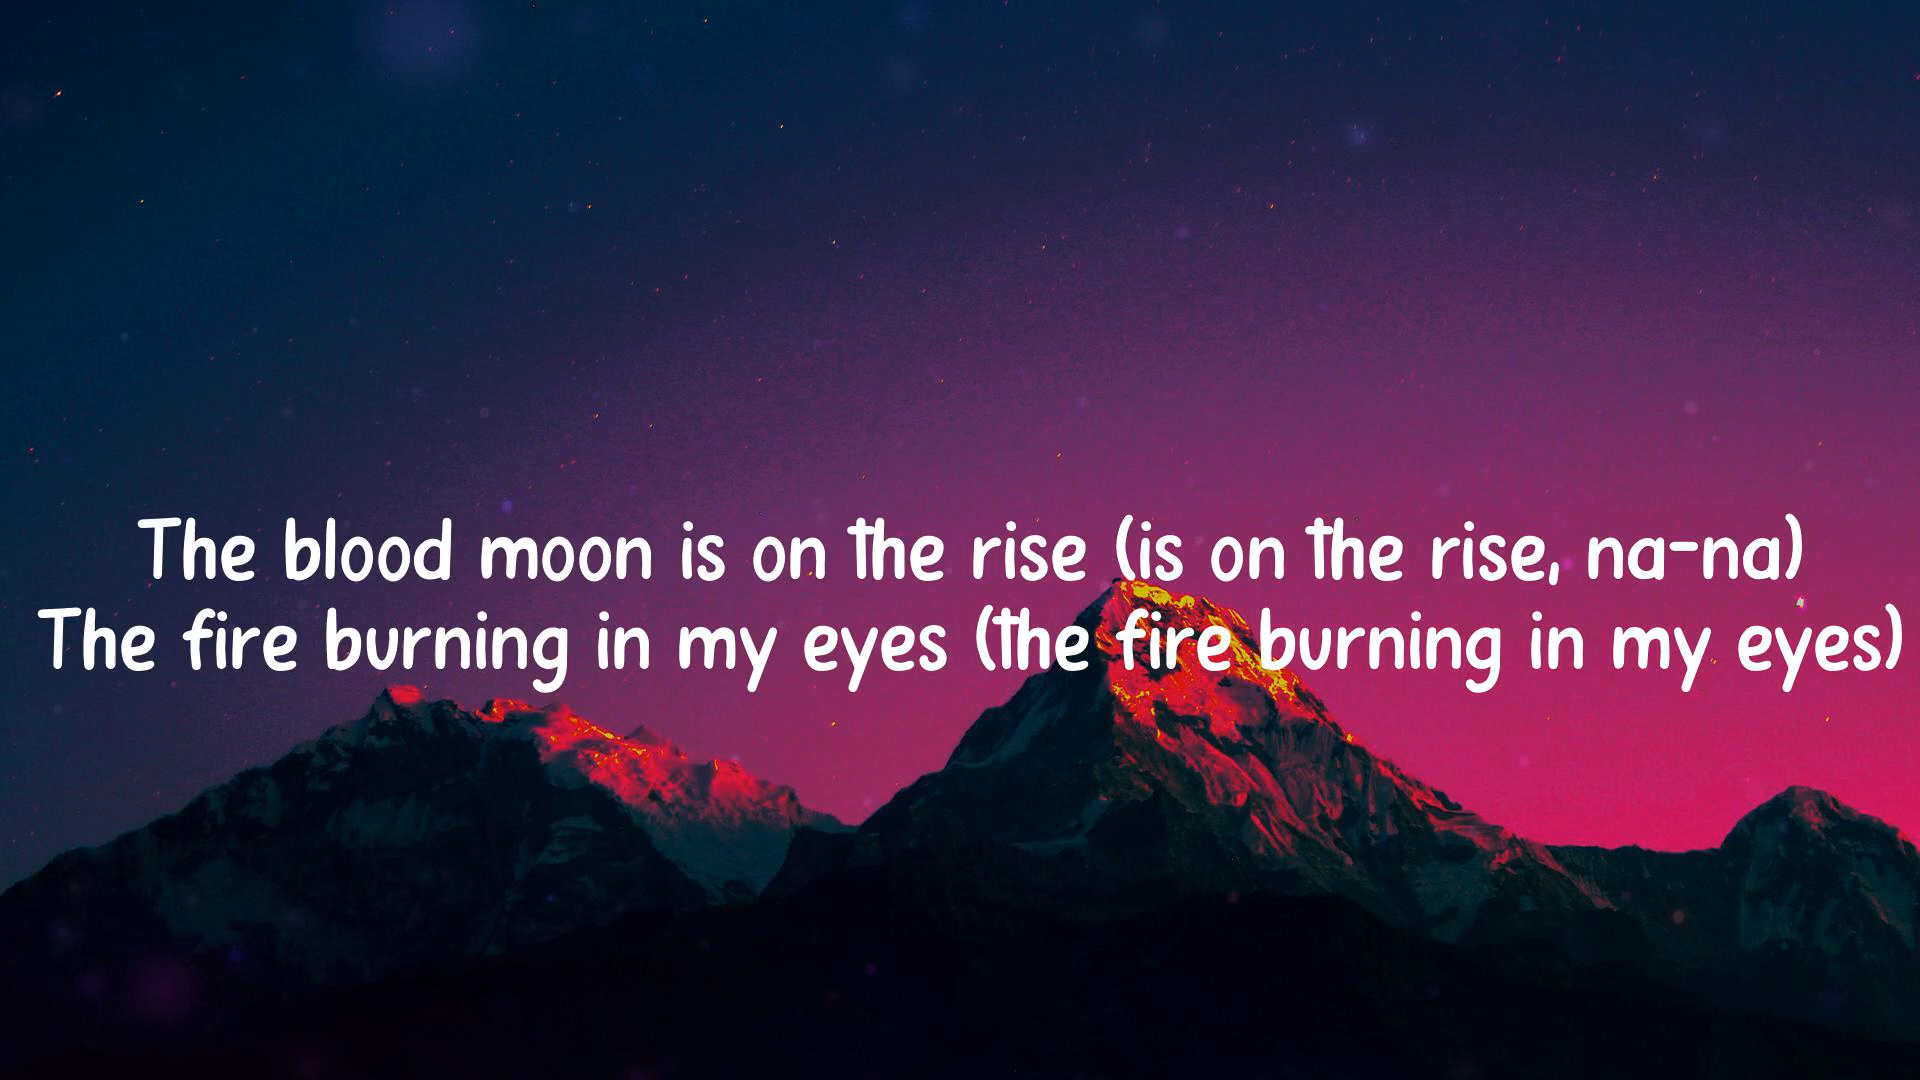 The blood moon is on the rise (is on the rise, na-na)
The fire burning in my eyes (the fire burning in my eyes)